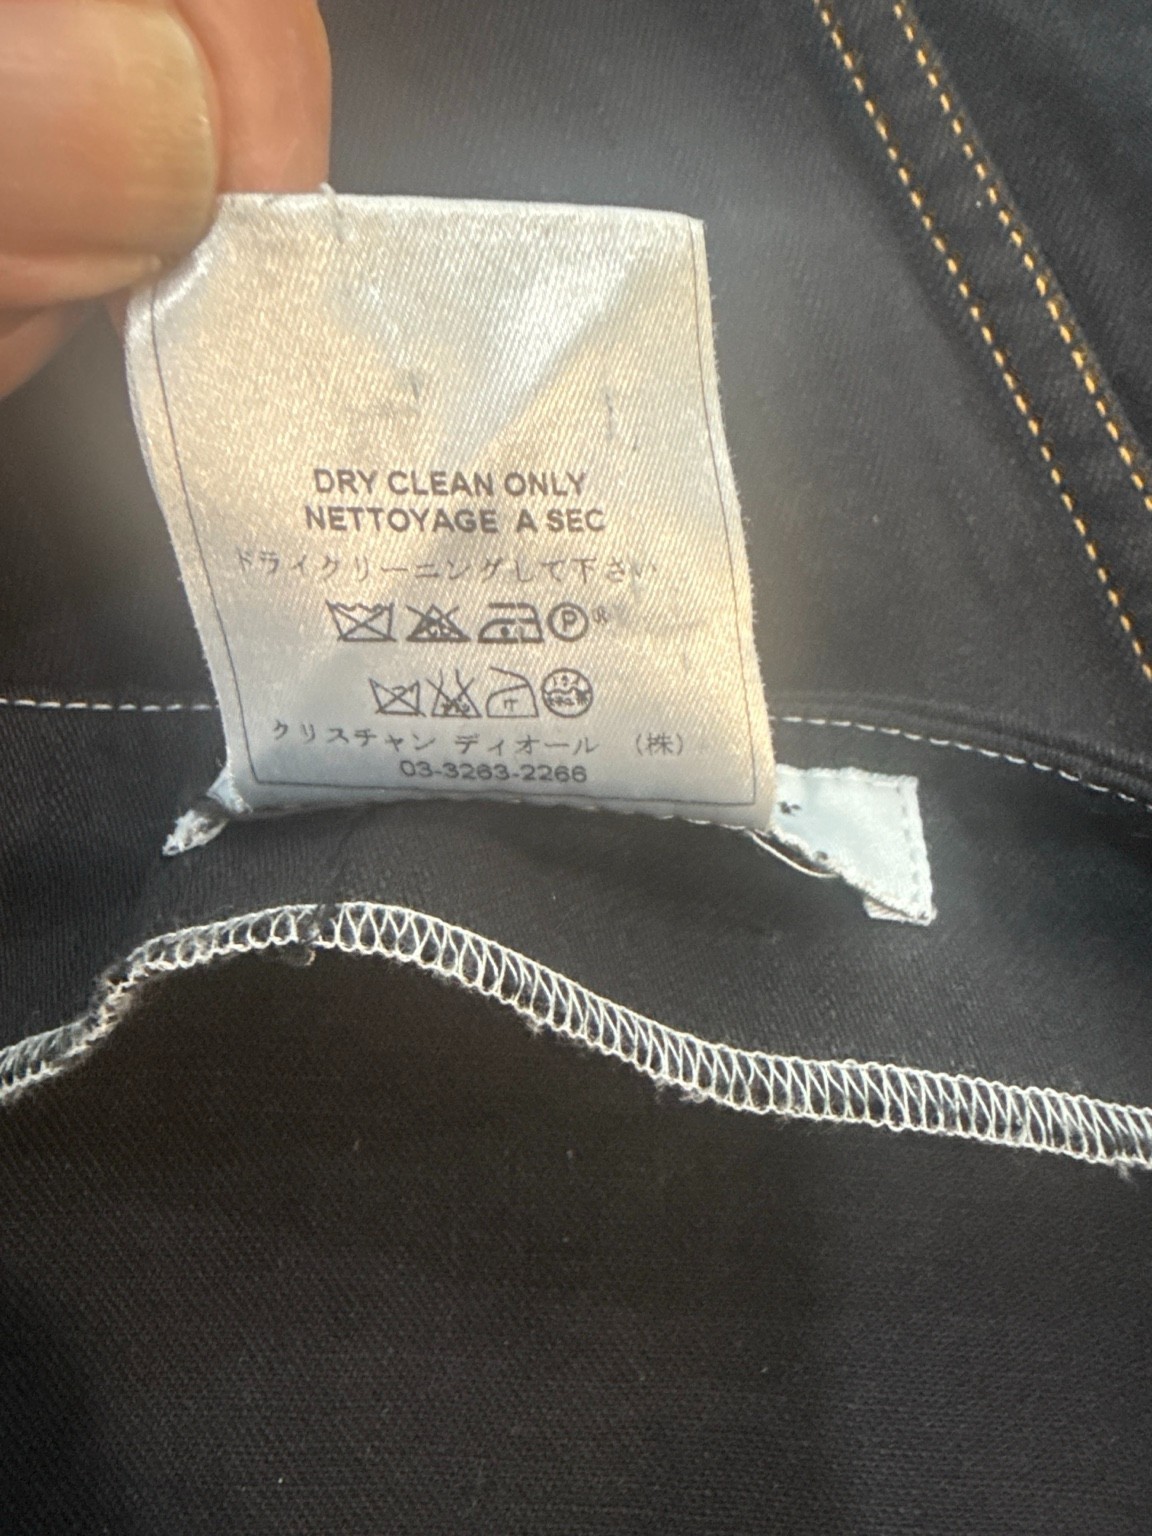 DRY CLEAN ONLY
NETTOYAGE A SEC
ドライクリーニングして下さい
P
クリスチャン ディオール (株)
03-3263-2266